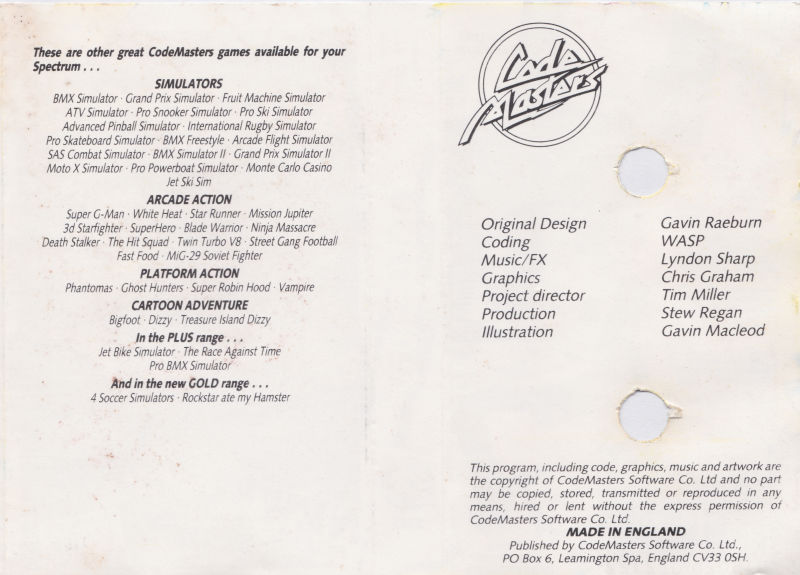 These are other great CodeMasters games available for your
Spectrum . . .
SIMULATORS
BMX Simulator · Grand Prix Simulator · Fruit Machine Simulator
ATV Simulator · Pro Snooker Simulator · Pro Ski Simulator
Advanced Pinball Simulator · International Rugby Simulator
Pro Skateboard Simulator · BMX Freestyle · Arcade Flight Simulator
SAS Combat Simulator · BMX Simulator II · Grand Prix Simulator II
Moto X Simulator · Pro Powerboat Simulator · Monte Carlo Casino
Jet Ski Sim
ARCADE ACTION
Super G-Man · White Heat · Star Runner · Mission Jupiter
3d Starfighter · SuperHero · Blade Warrior · Ninja Massacre
Death Stalker · The Hit Squad · Twin Turbo V8 · Street Gang Football
Fast Food · MiG-29 Soviet Fighter
PLATFORM ACTION
Phantomas · Ghost Hunters · Super Robin Hood · Vampire
CARTOON ADVENTURE
Bigfoot · Dizzy · Treasure Island Dizzy
In the PLUS range . . .
Jet Bike Simulator · The Race Against Time
Pro BMX Simulator
And in the new GOLD range . . .
4 Soccer Simulators · Rockstar ate my Hamster
Code
Masters
Original Design Gavin Raeburn
Coding WASP
Music/FX Lyndon Sharp
Graphics Chris Graham
Project director Tim Miller
Production Stew Regan
Illustration Gavin Macleod
This program, including code, graphics, music and artwork are
the copyright of CodeMasters Software Co. Ltd and no part
may be copied, stored, transmitted or reproduced in any
means, hired or lent without the express permission of
CodeMasters Software Co. Ltd.
MADE IN ENGLAND
Published by CodeMasters Software Co. Ltd.,
PO Box 6, Leamington Spa, England CV33 0SH.